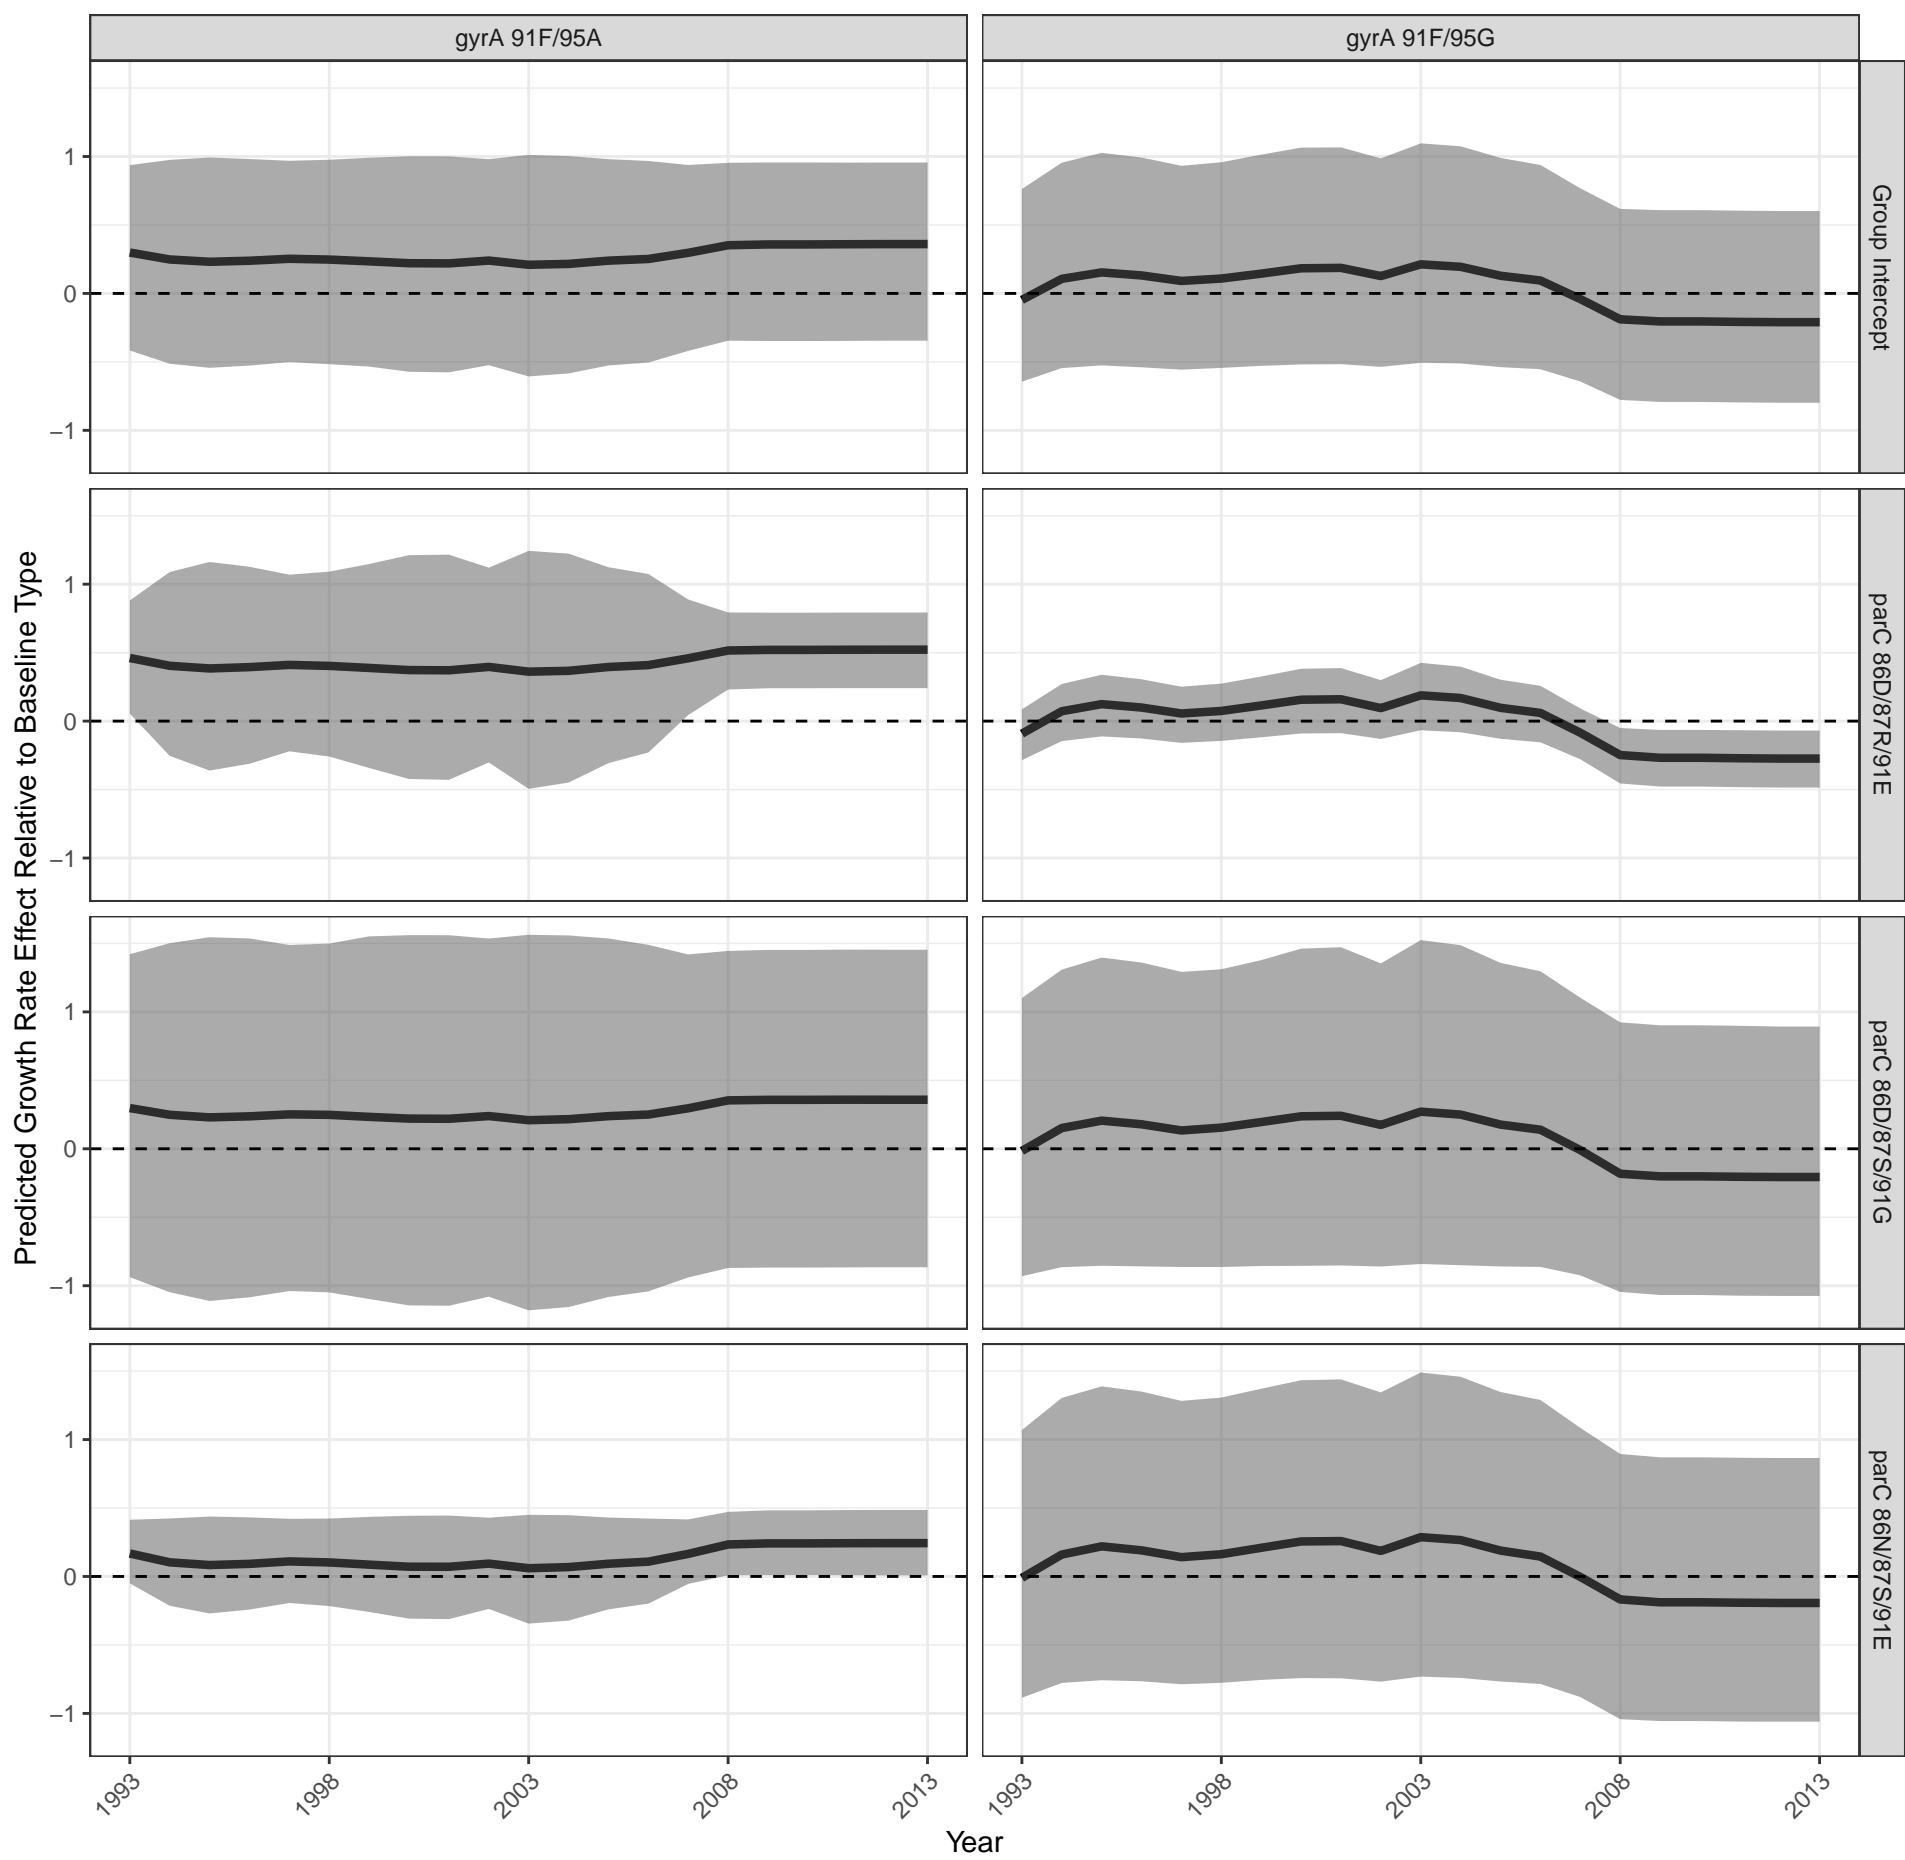 gyrA 91F/95A
gyrA 91F/95G
Group Intercept
parC 86D/87R/91E
parC 86D/87S/91G
parC 86N/87S/91E
Predicted Growth Rate Effect Relative to Baseline Type
1
0
−1
1
0
−1
1
0
−1
1
0
−1
1993
1998
2003
2008
2013
1993
1998
2003
2008
2013
Year